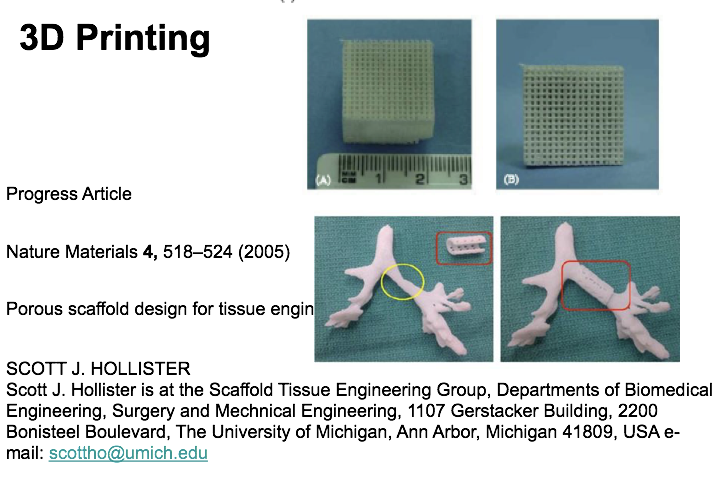 3D Printing
(A)
MM
CM
1
2
3
(B)
Progress Article
Nature Materials 4, 518–524 (2005)
Porous scaffold design for tissue engin
SCOTT J. HOLLISTER
Scott J. Hollister is at the Scaffold Tissue Engineering Group, Departments of Biomedical
Engineering, Surgery and Mechnical Engineering, 1107 Gerstacker Building, 2200
Bonisteel Boulevard, The University of Michigan, Ann Arbor, Michigan 41809, USA e-
mail: scottho@umich.edu